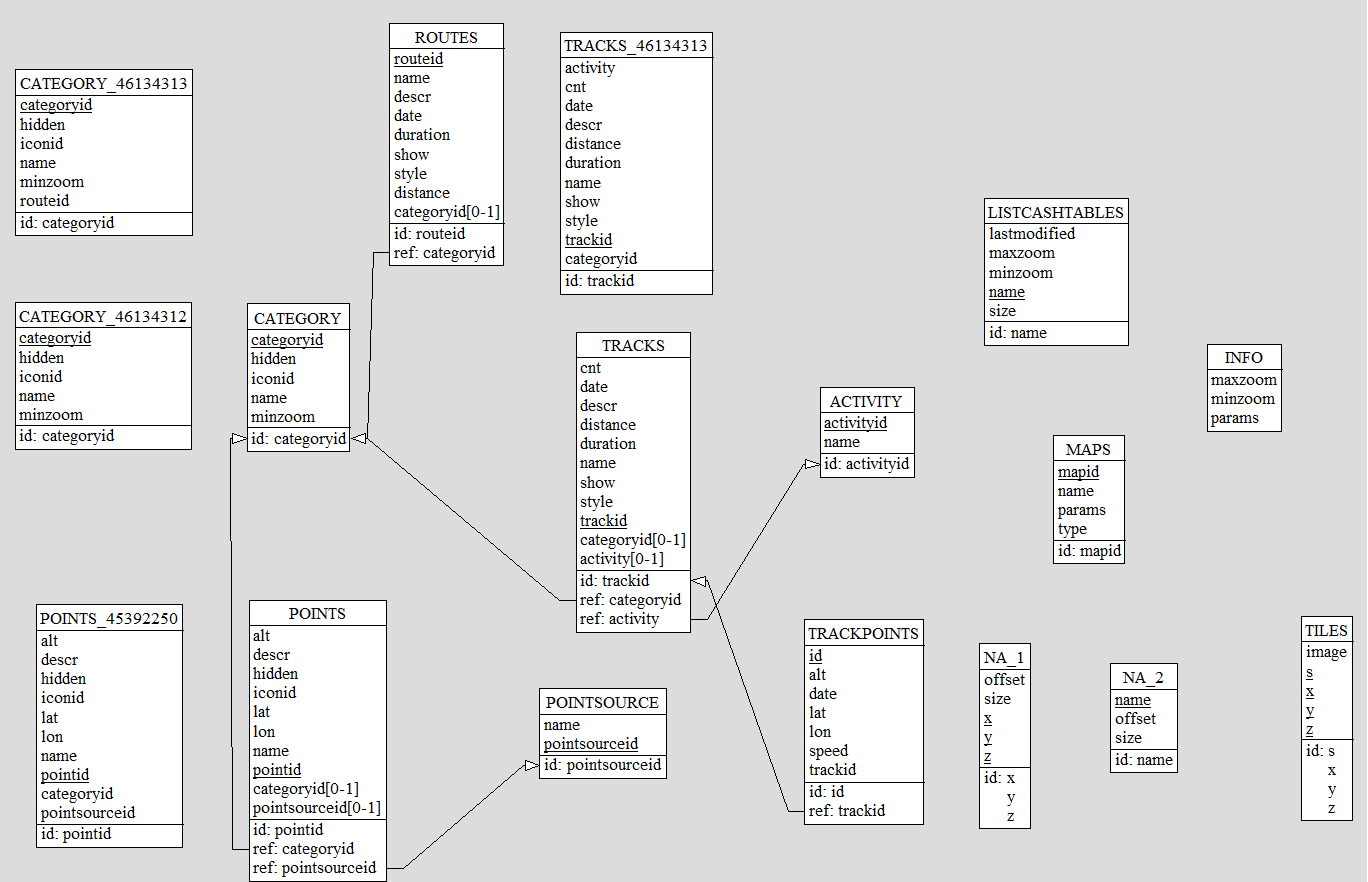 ROUTES
routeid
name
descr
date
duration
show
style
distance
categoryid[0-1]
id: routeid
ref: categoryid
TRACKS_46134313
activity
cnt
date
descr
distance
duration
name
show
style
trackid
categoryid
id: trackid
CATEGORY_46134313
categoryid
hidden
iconid
name
minzoom
routeid
id: categoryid
LISTCASHTABLES
lastmodified
maxzoom
minzoom
name
size
id: name
CATEGORY_46134312
categoryid
hidden
iconid
name
minzoom
id: categoryid
CATEGORY
categoryid
hidden
iconid
name
minzoom
id: categoryid
TRACKS
cnt
date
descr
distance
duration
name
show
style
trackid
categoryid[0-1]
activity[0-1]
id: trackid
ref: categoryid
ref: activity
ACTIVITY
activityid
name
id: activityid
INFO
maxzoom
minzoom
params
MAPS
mapid
name
params
type
id: mapid
POINTS_45392250
alt
descr
hidden
iconid
lat
lon
name
pointid
categoryid
pointsourceid
id: pointid
POINTS
alt
descr
hidden
iconid
lat
lon
name
pointid
categoryid[0-1]
pointsourceid[0-1]
id: pointid
ref: categoryid
ref: pointsourceid
POINTSOURCE
name
pointsourceid
id: pointsourceid
TRACKPOINTS
id
alt
date
lat
lon
speed
trackid
id: id
ref: trackid
NA_1
offset
size
x
y
z
id: x
y
z
NA_2
name
offset
size
id: name
TILES
image
s
x
y
z
id: s
x
y
z